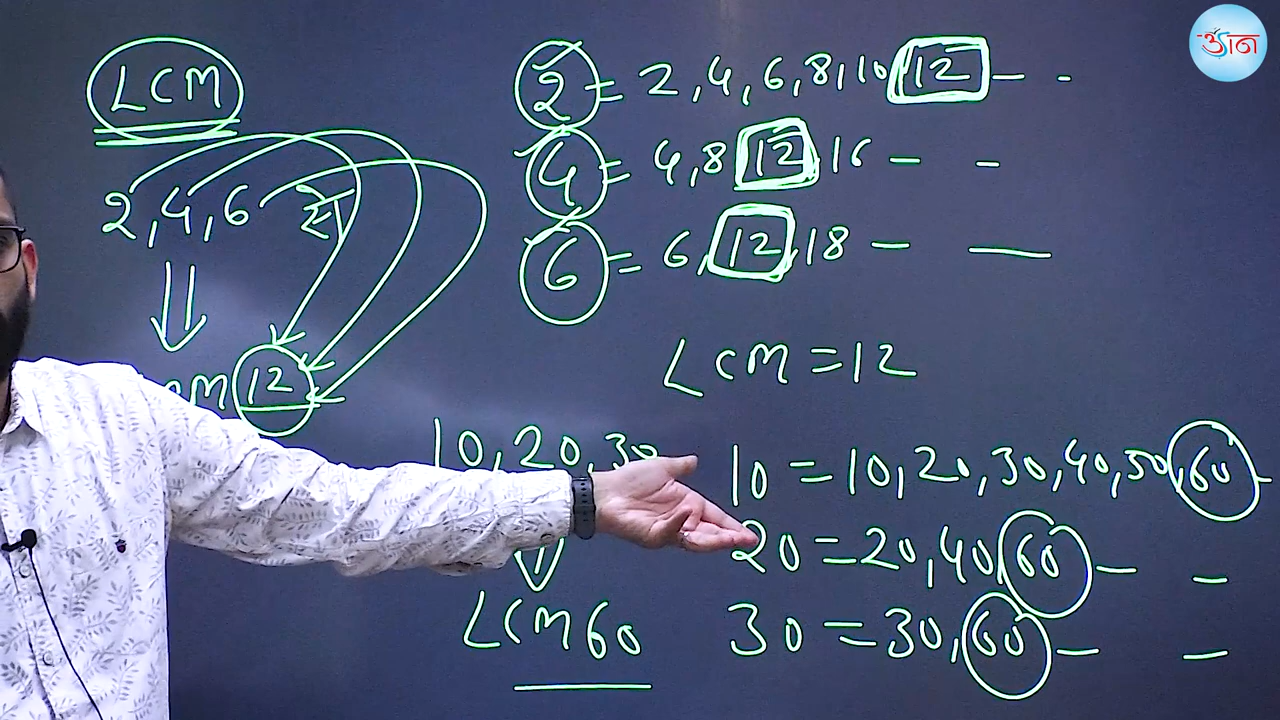 LCM
2, 4, 6 से
12
2 = 2, 4, 6, 8, 10, 12 – -
4 = 4, 8, 12, 16 – -
6 = 6, 12, 18 – —
LCM = 12
10, 20, 30
LCM 60
10 = 10, 20, 30, 40, 50, 60 -
20 = 20, 40, 60 – -
30 = 30, 60 – -